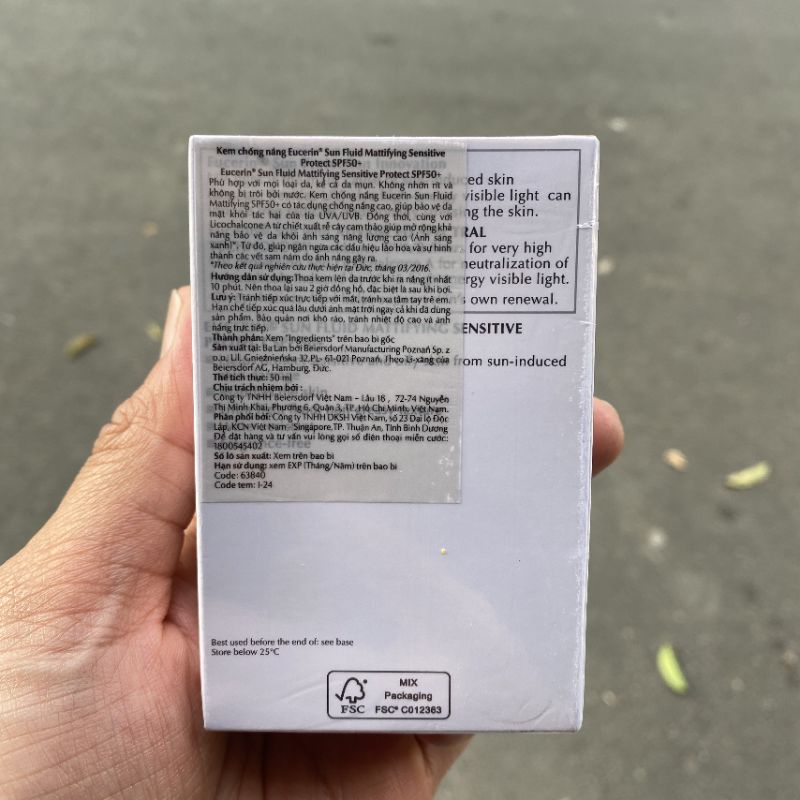 Kem chống nắng Eucerin® Sun Fluid Mattifying Sensitive
Protect SPF50+
Eucerin® Sun Fluid Mattifying Sensitive Protect SPF50+
Phù hợp với mọi loại da, kể cả da mụn. Không nhờn rít và
không bị trôi bởi nước. Kem chống nắng Eucerin Sun Fluid
Mattifying SPF50+ có tác dụng chống nắng cao, giúp bảo vệ da
mặt khỏi tác hại của tia UVA/UVB. Đồng thời, cùng với
Licochalcone A từ chiết xuất rễ cây cam thảo giúp mở rộng khả
năng bảo vệ da khỏi ánh sáng năng lượng cao (Ánh sáng
xanh)*. Từ đó, giúp ngăn ngừa các dấu hiệu lão hóa và sự hình
thành các vết sạm nám do ánh nắng gây ra.
*Theo kết quả nghiên cứu thực hiện tại Đức, tháng 03/2016.
Hướng dẫn sử dụng: Thoa kem lên da trước khi ra nắng ít nhất
10 phút. Nên thoa lại sau 2 giờ đồng hồ, đặc biệt là sau khi bơi.
Lưu ý: Tránh tiếp xúc trực tiếp với mắt, tránh xa tầm tay trẻ em.
Hạn chế tiếp xúc quá lâu dưới ánh mặt trời ngay cả khi đã dùng
sản phẩm. Bảo quản nơi khô ráo, tránh nhiệt độ cao và ánh
nắng trực tiếp.
Thành phần: Xem "Ingredients" trên bao bì gốc
Sản xuất tại: Ba Lan bởi Beiersdorf Manufacturing Poznań Sp. z
o.o, Ul. Gnieźnieńska 32,PL- 61-021 Poznań, Theo Li-xăng của
Beiersdorf AG, Hamburg, Đức.
Thể tích thực: 50 ml
Chịu trách nhiệm bởi :
Công ty TNHH Beiersdorf Việt Nam – Lầu 18 , 72-74 Nguyễn
Thị Minh Khai, Phường 6, Quận 3, TP. Hồ Chí Minh, Việt Nam.
Phân phối bởi: Công ty TNHH DKSH Việt Nam, số 23 Đại lộ Độc
Lập, KCN Việt Nam - Singapore,TP. Thuận An, Tỉnh Bình Dương
Để đặt hàng và tư vấn vui lòng gọi số điện thoại miễn cước:
1800545402
Số lô sản xuất: Xem trên bao bì
Hạn sử dụng: xem EXP (Tháng/Năm) trên bao bì
Code: 63840
Code tem: I-24
skin
visible light can
the skin.
for very high
neutralization of
visible light.
own renewal.
SUN FLUID MATTIFYING SENSITIVE
from sun-induced
Best used before the end of: see base
Store below 25°C
MIX
Packaging
FSC
FSC® C012363